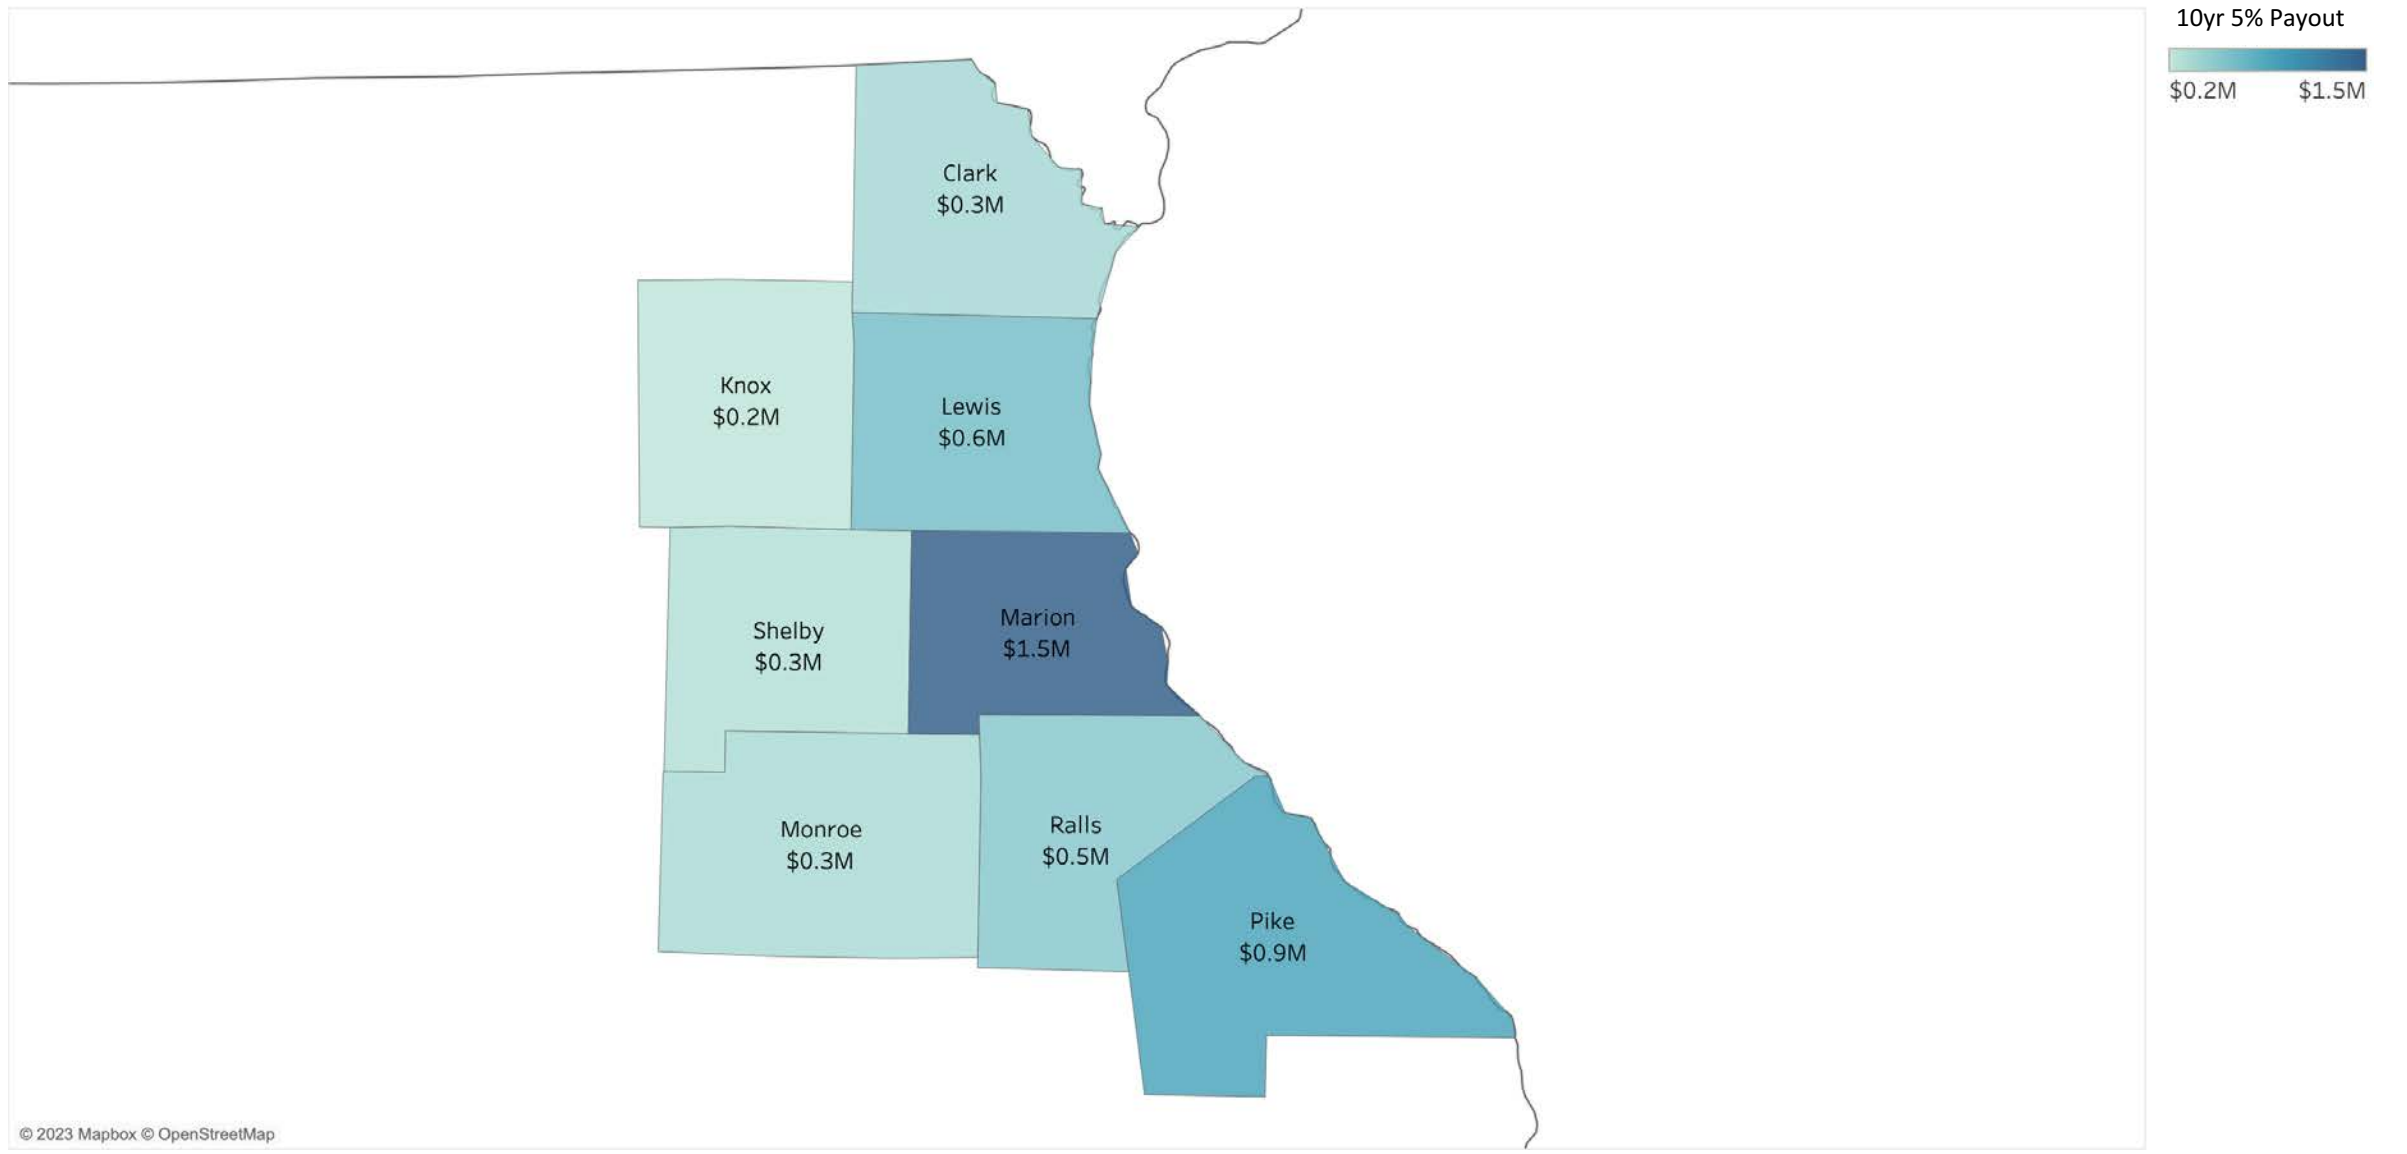 10yr 5% Payout
$0.2M $1.5M
Clark
$0.3M
Knox
$0.2M
Lewis
$0.6M
Shelby
$0.3M
Marion
$1.5M
Monroe
$0.3M
Ralls
$0.5M
Pike
$0.9M
© 2023 Mapbox © OpenStreetMap